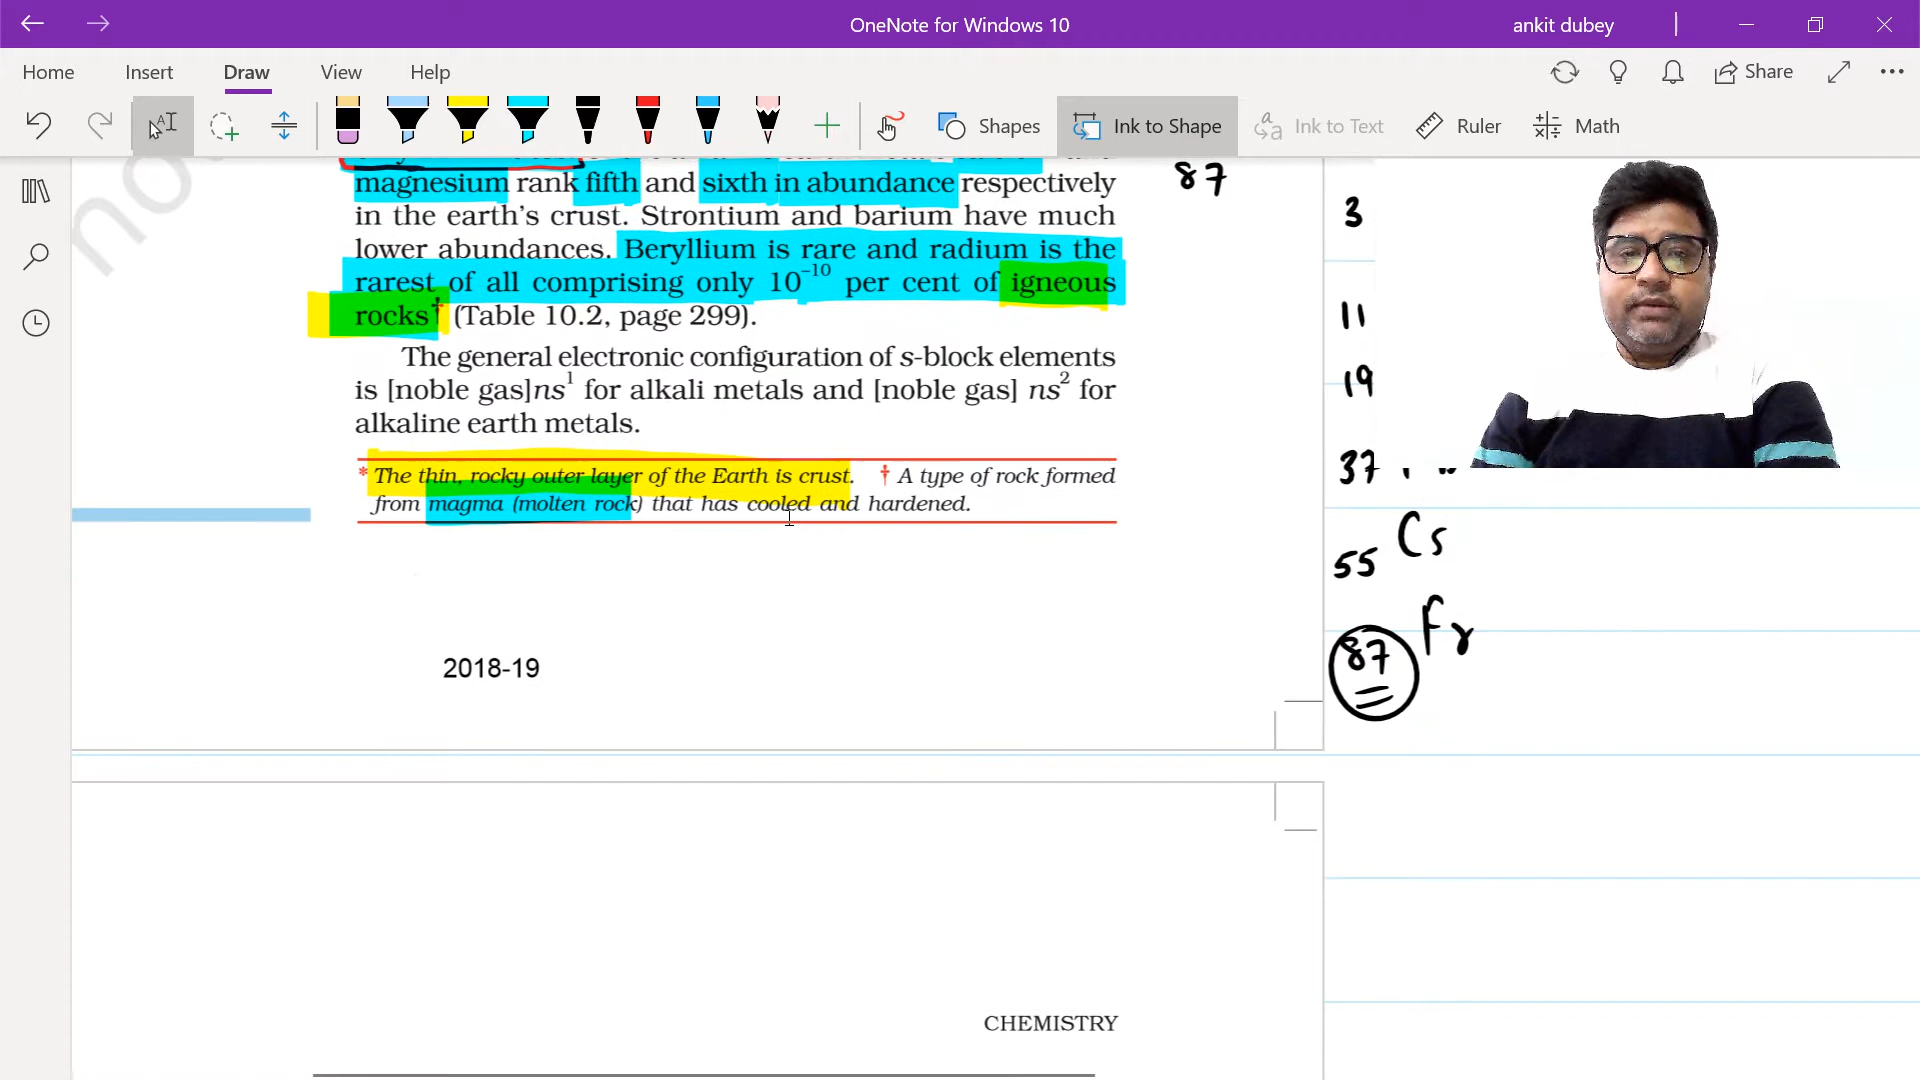 OneNote for Windows 10
ankit dubey
Home Insert Draw View Help
Share
Shapes Ink to Shape Ink to Text Ruler Math
magnesium rank fifth and sixth in abundance respectively
in the earth's crust. Strontium and barium have much
lower abundances. Beryllium is rare and radium is the
rarest of all comprising only 10⁻¹⁰ per cent of igneous
rocks† (Table 10.2, page 299).
The general electronic configuration of s-block elements
is [noble gas]ns¹ for alkali metals and [noble gas] ns² for
alkaline earth metals.
* The thin, rocky outer layer of the Earth is crust. † A type of rock formed
from magma (molten rock) that has cooled and hardened.
2018-19
CHEMISTRY
87
3
11
19
37
55 Cs
87 Fr